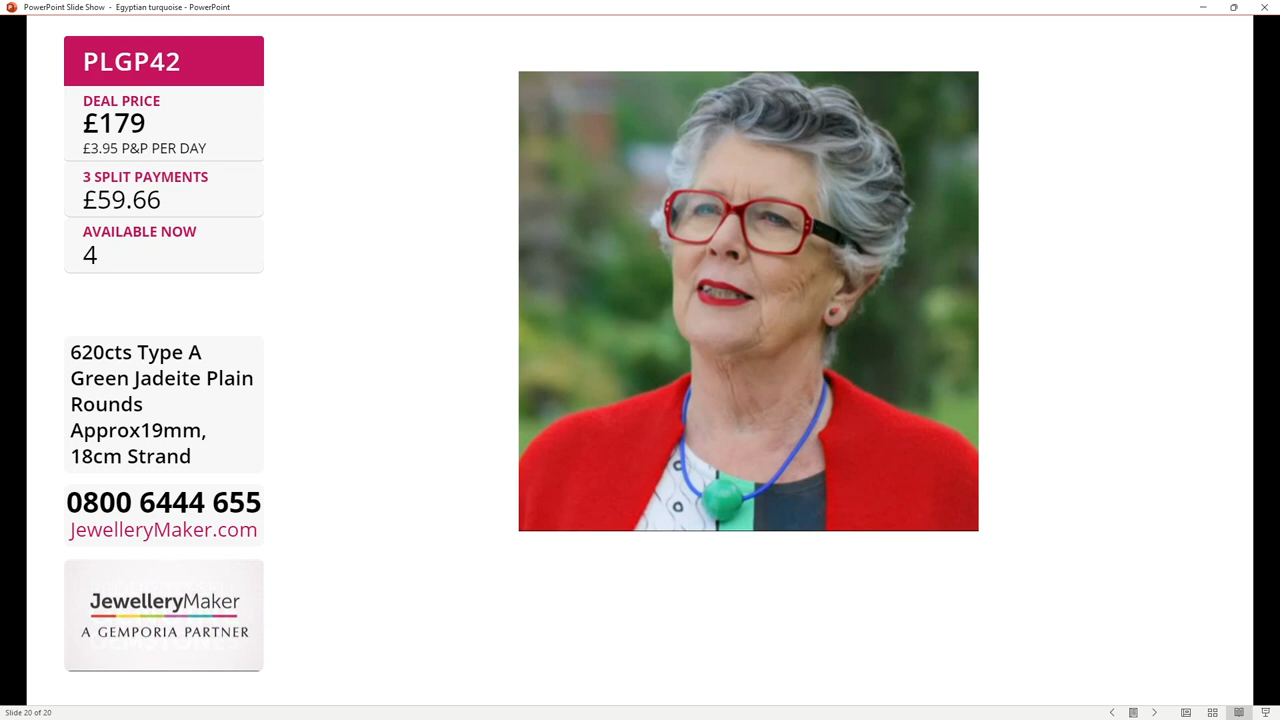 PowerPoint Slide Show - Egyptian turquoise - PowerPoint
PLGP42
DEAL PRICE
£179
£3.95 P&P PER DAY
3 SPLIT PAYMENTS
£59.66
AVAILABLE NOW
4
620cts Type A
Green Jadeite Plain
Rounds
Approx19mm,
18cm Strand
0800 6444 655
JewelleryMaker.com
JewelleryMaker
A GEMPORIA PARTNER
Slide 20 of 20